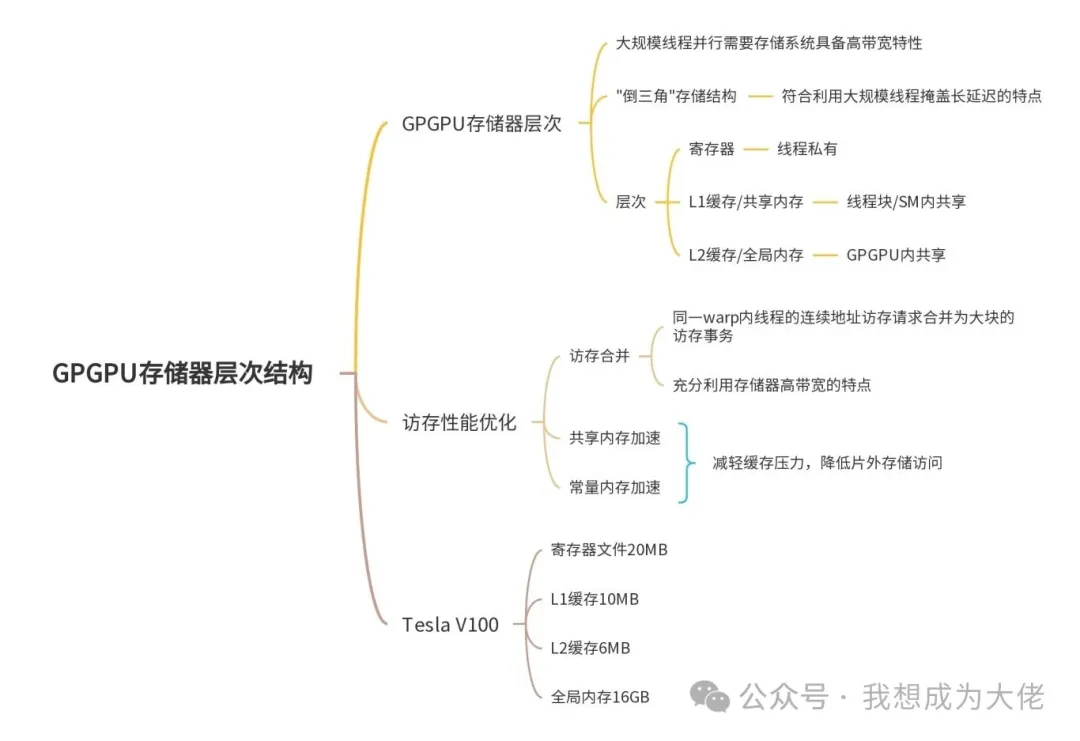 GPGPU存储器层次结构
GPGPU存储器层次
大规模线程并行需要存储系统具备高带宽特性
"倒三角"存储结构
符合利用大规模线程掩盖长延迟的特点
层次
寄存器
线程私有
L1缓存/共享内存
线程块/SM内共享
L2缓存/全局内存
GPGPU内共享
访存性能优化
访存合并
同一warp内线程的连续地址访存请求合并为大块的
访存事务
充分利用存储器高带宽的特点
共享内存加速
常量内存加速
减轻缓存压力，降低片外存储访问
Tesla V100
寄存器文件20MB
L1缓存10MB
L2缓存6MB
全局内存16GB
公众号 · 我想成为大佬